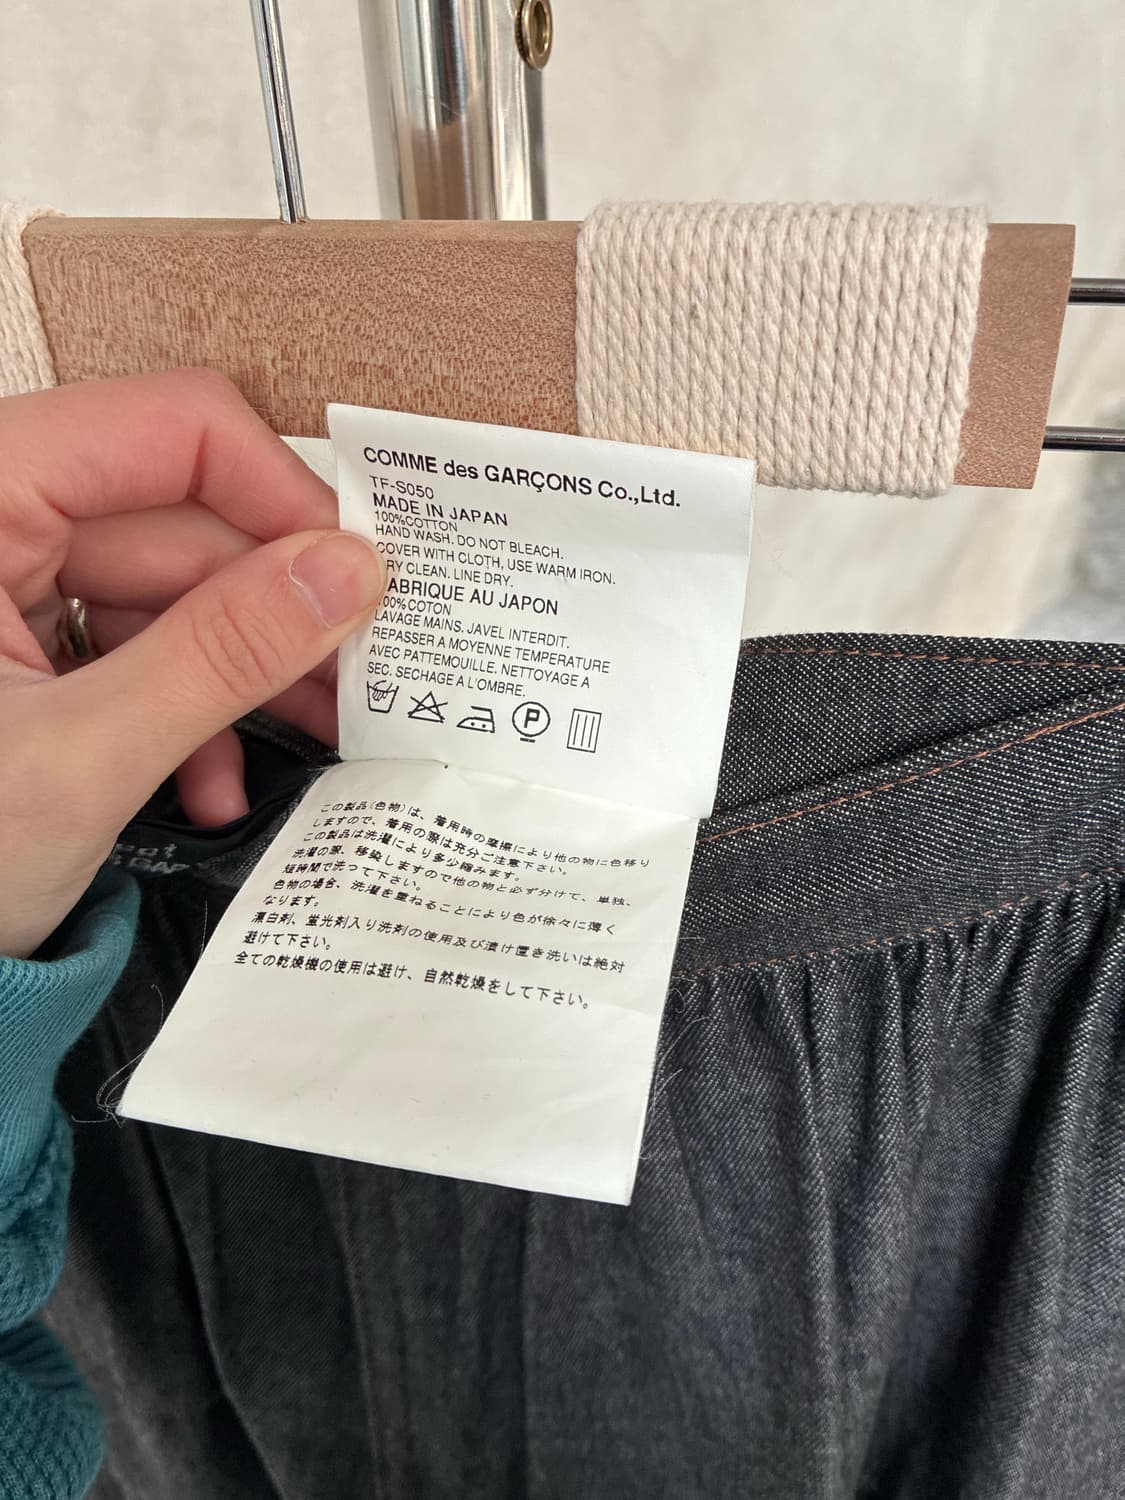 COMME des GARÇONS Co.,Ltd.
TF-S050
MADE IN JAPAN
100%COTTON
HAND WASH. DO NOT BLEACH.
COVER WITH CLOTH, USE WARM IRON.
RY CLEAN. LINE DRY.
ABRIQUE AU JAPON
00%COTON
LAVAGE MAINS. JAVEL INTERDIT.
REPASSER A MOYENNE TEMPERATURE
AVEC PATTEMOUILLE. NETTOYAGE A
SEC. SECHAGE A L'OMBRE.
P
この製品(色物)は、着用時の摩擦により他の物に色移り
しますので、着用の際は充分ご注意下さい。
この製品は洗濯により多少縮みます。
洗濯の際、移染しますので他の物と必ず分けて、単独、
短時間で洗って下さい。
色物の場合、洗濯を重ねることにより色が徐々に薄く
なります。
漂白剤、蛍光剤入り洗剤の使用及び漬け置き洗いは絶対
避けて下さい。
全ての乾燥機の使用は避け、自然乾燥をして下さい。